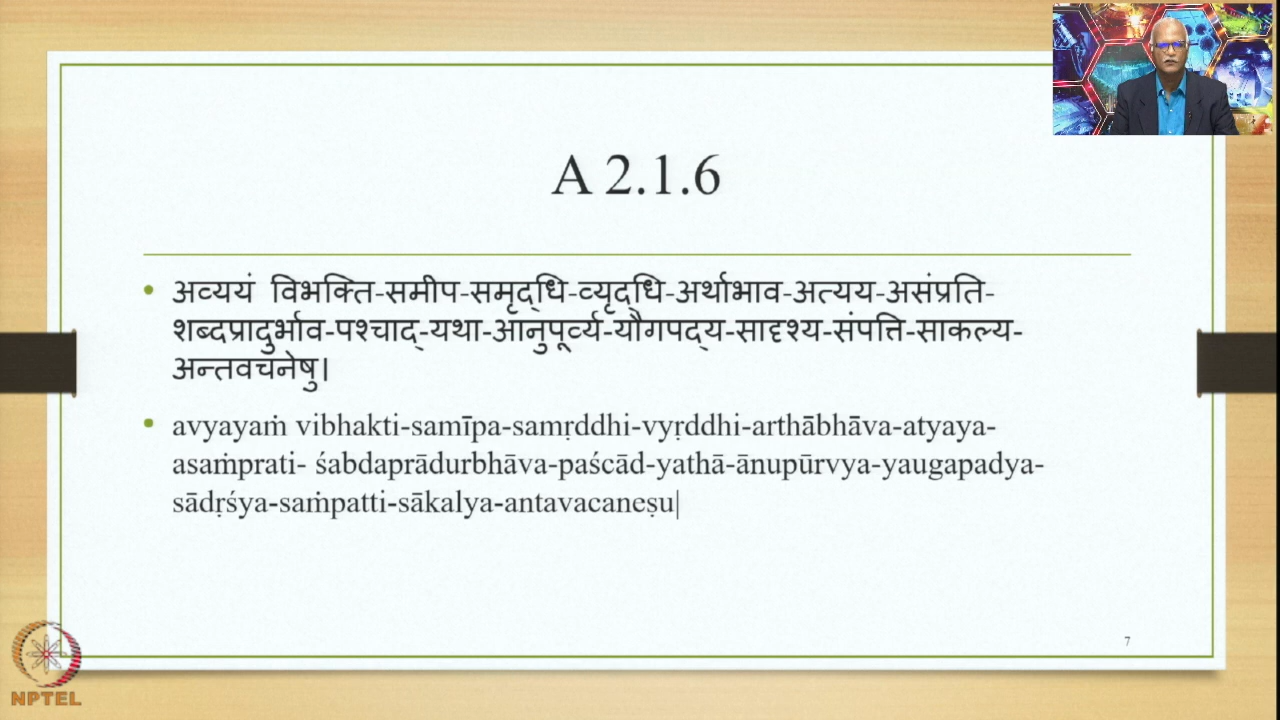 A 2.1.6
• अव्ययं विभक्ति-समीप-समृद्धि-व्यृद्धि-अर्थाभाव-अत्यय-असंप्रति-
शब्दप्रादुर्भाव-पश्चाद्-यथा-आनुपूर्व्य-यौगपद्य-सादृश्य-संपत्ति-साकल्य-
अन्तवचनेषु।
• avyayaṁ vibhakti-samīpa-samṛddhi-vyṛddhi-arthābhāva-atyaya-
asaṁprati- śabdaprādurbhāva-paścād-yathā-ānupūrvya-yaugapadya-
sādṛśya-saṁpatti-sākalya-antavacaneṣu|
7
NPTEL